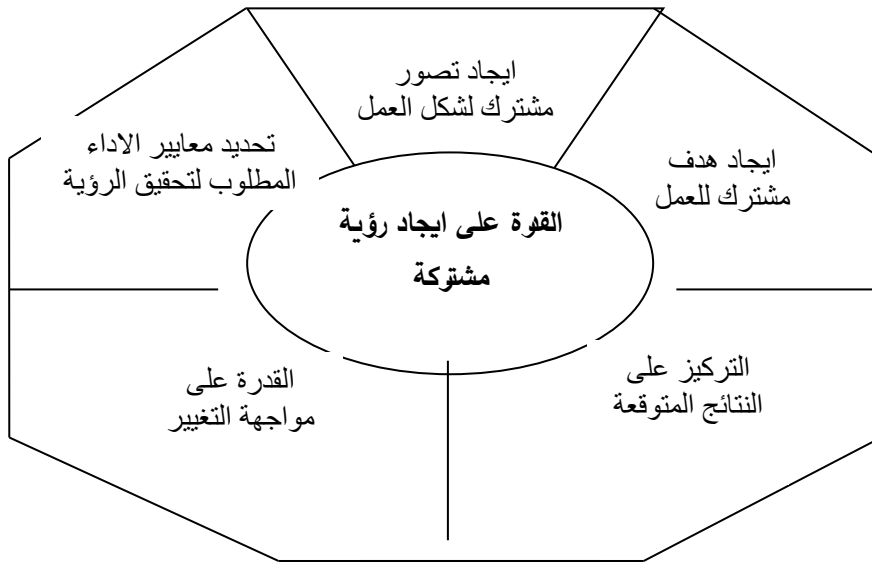 ايجاد تصور
مشترك لشكل العمل
ايجاد هدف
مشترك للعمل
تحديد معايير الاداء
المطلوب لتحقيق الرؤية
القوة على ايجاد رؤية
مشتوكة
التركيز على
النتائج المتوقعة
القدرة على
مواجهة التغيير